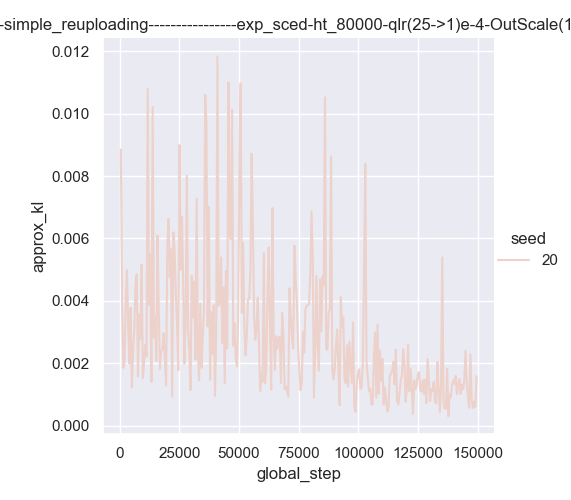 -simple_reuploading----------------exp_sced-ht_80000-qlr(25->1)e-4-OutScale(1
0.012
0.010
0.008
0.006
0.004
0.002
0.000
approx_kl
seed
20
0 25000 50000 75000 100000 125000 150000
global_step